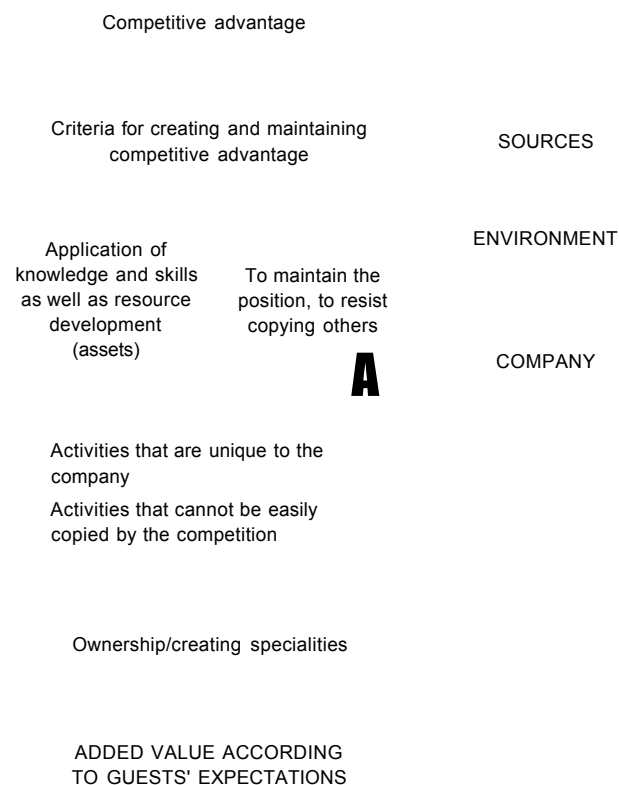 Competitive advantage
Criteria for creating and maintaining
competitive advantage
SOURCES
ENVIRONMENT
Application of
knowledge and skills
as well as resource
development
(assets)
To maintain the
position, to resist
copying others
A
COMPANY
Activities that are unique to the
company
Activities that cannot be easily
copied by the competition
Ownership/creating specialities
ADDED VALUE ACCORDING
TO GUESTS' EXPECTATIONS